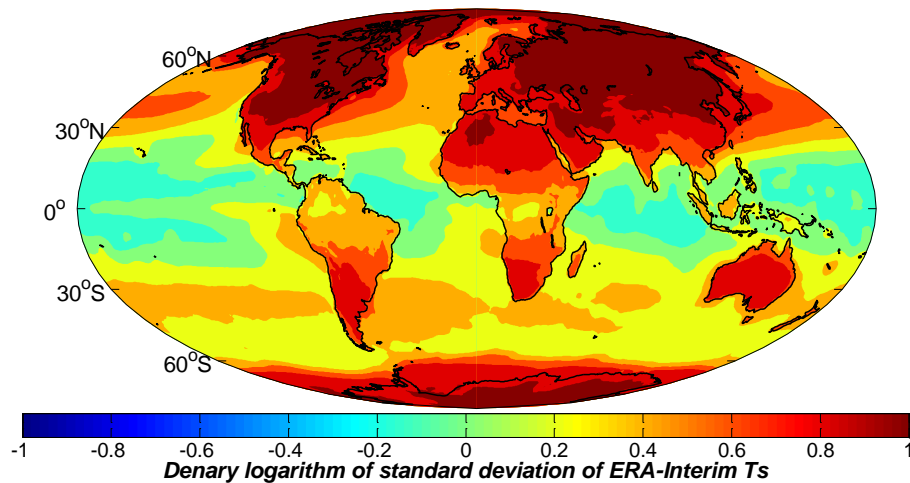 60°N
30°N
0°
30°S
60°S
-1 -0.8 -0.6 -0.4 -0.2 0 0.2 0.4 0.6 0.8 1
Denary logarithm of standard deviation of ERA-Interim Ts